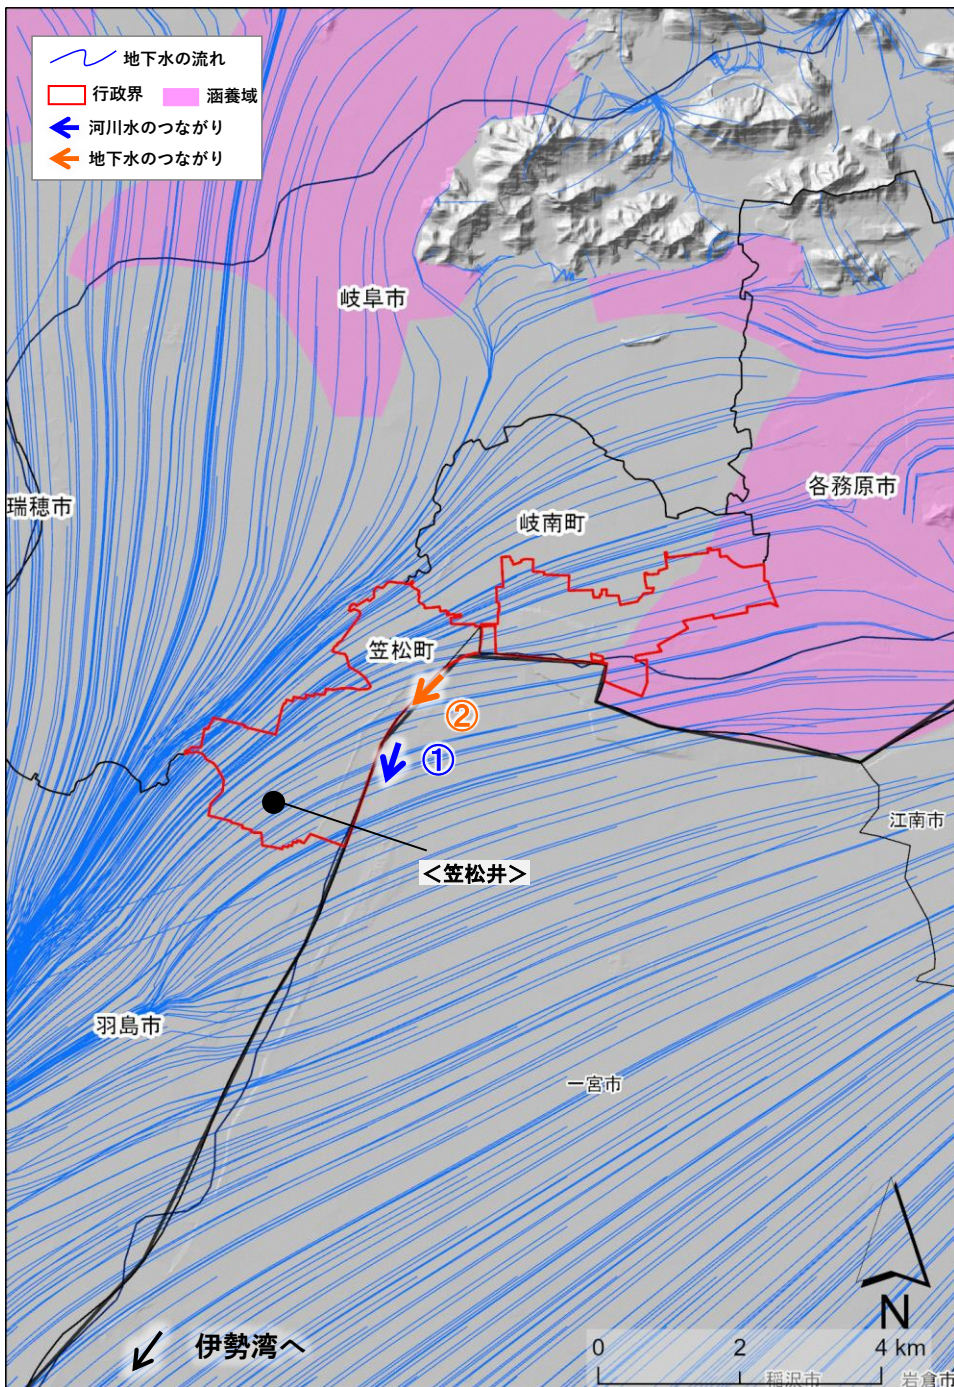 地下水の流れ
行政界 涵養域
河川水のつながり
地下水のつながり
岐阜市
瑞穂市
各務原市
岐南町
笠松町
②
①
江南市
＜笠松井＞
羽島市
一宮市
N
伊勢湾へ
0 2 4 km
稲沢市 岩倉市